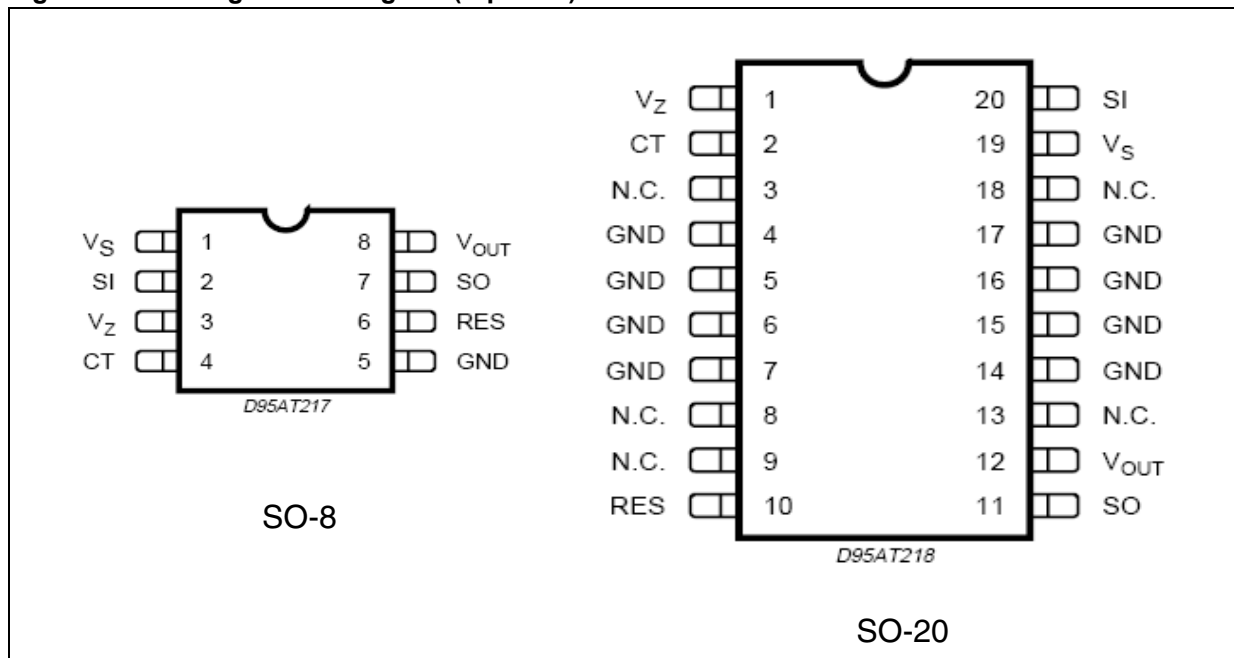 V_Z 1 20 SI
CT 2 19 V_S
N.C. 3 18 N.C.
GND 4 17 GND
GND 5 16 GND
GND 6 15 GND
GND 7 14 GND
N.C. 8 13 N.C.
N.C. 9 12 V_OUT
RES 10 11 SO
D95AT218
SO-20
V_S 1 8 V_OUT
SI 2 7 SO
V_Z 3 6 RES
CT 4 5 GND
D95AT217
SO-8